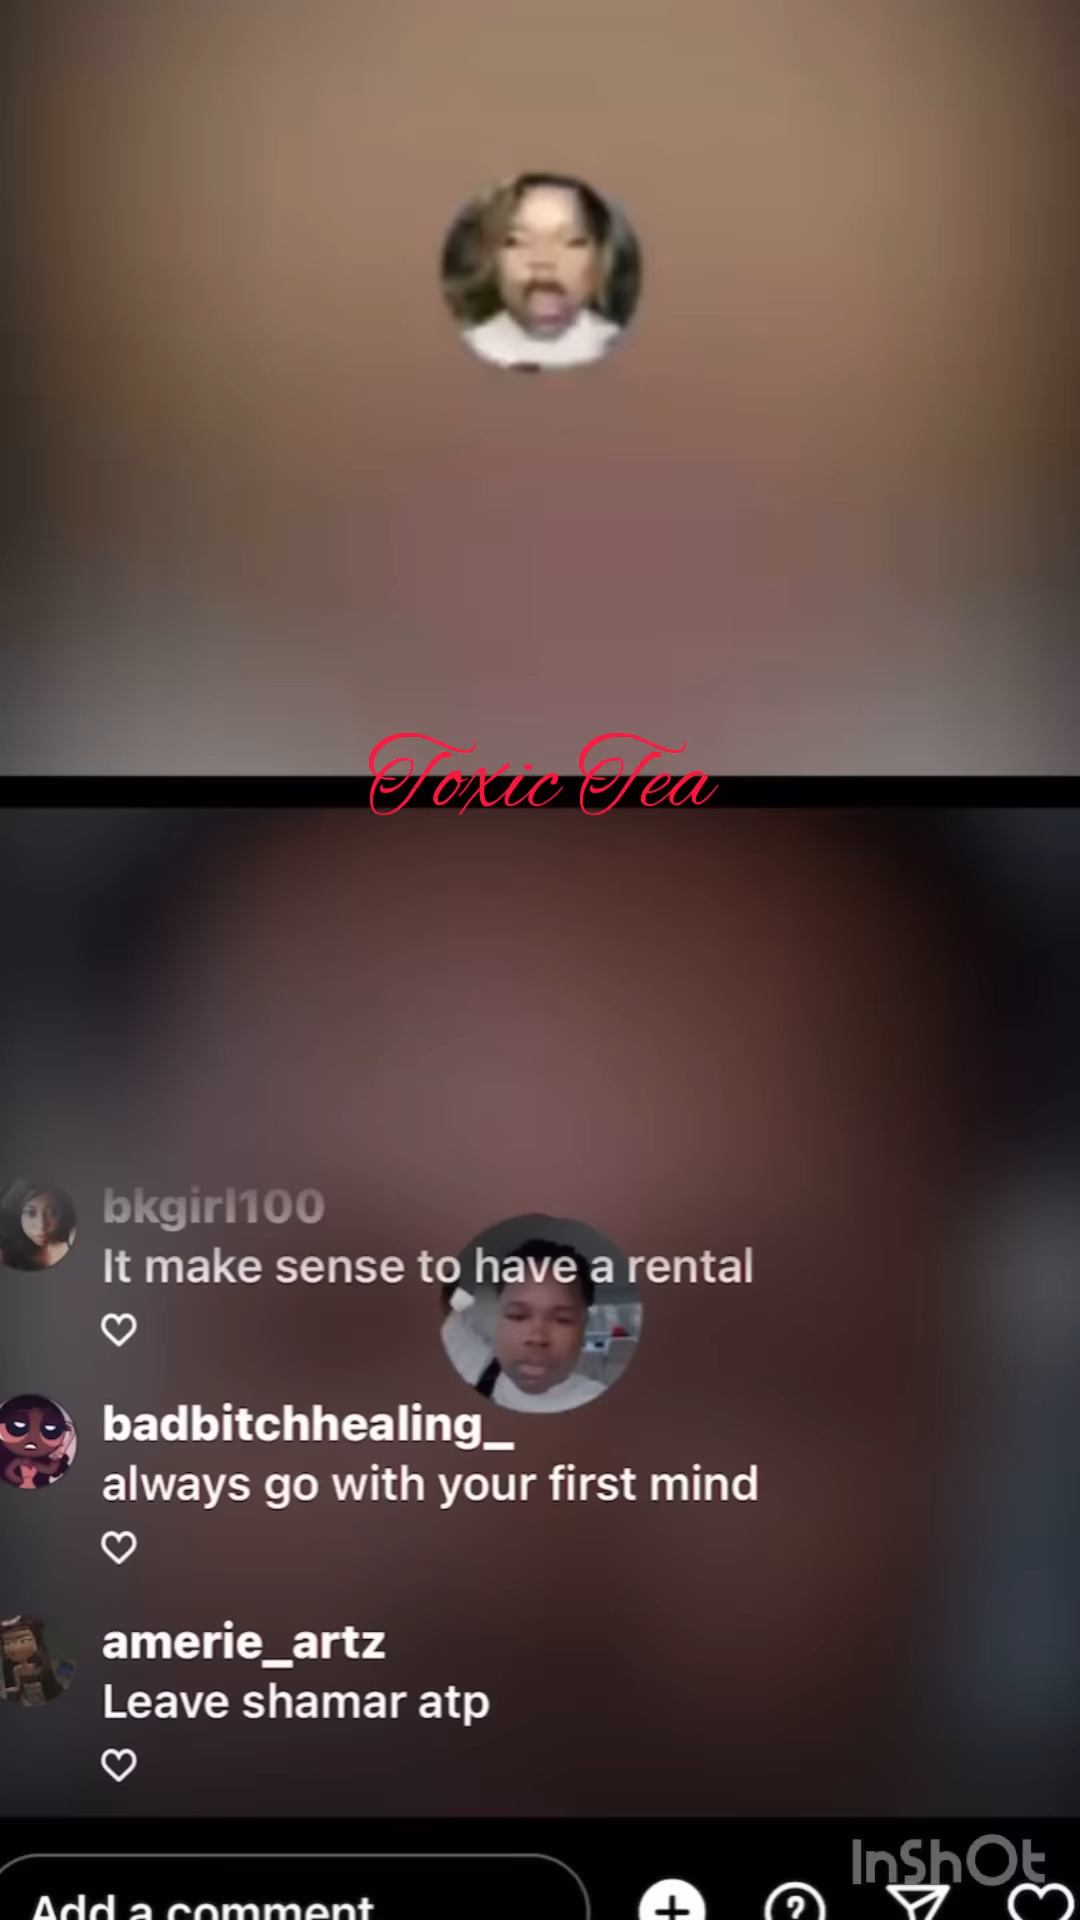 Toxic Tea
bkgirl100
It make sense to have a rental
badbitchhealing_
always go with your first mind
amerie_artz
Leave shamar atp
InShOt
Add a comment
?